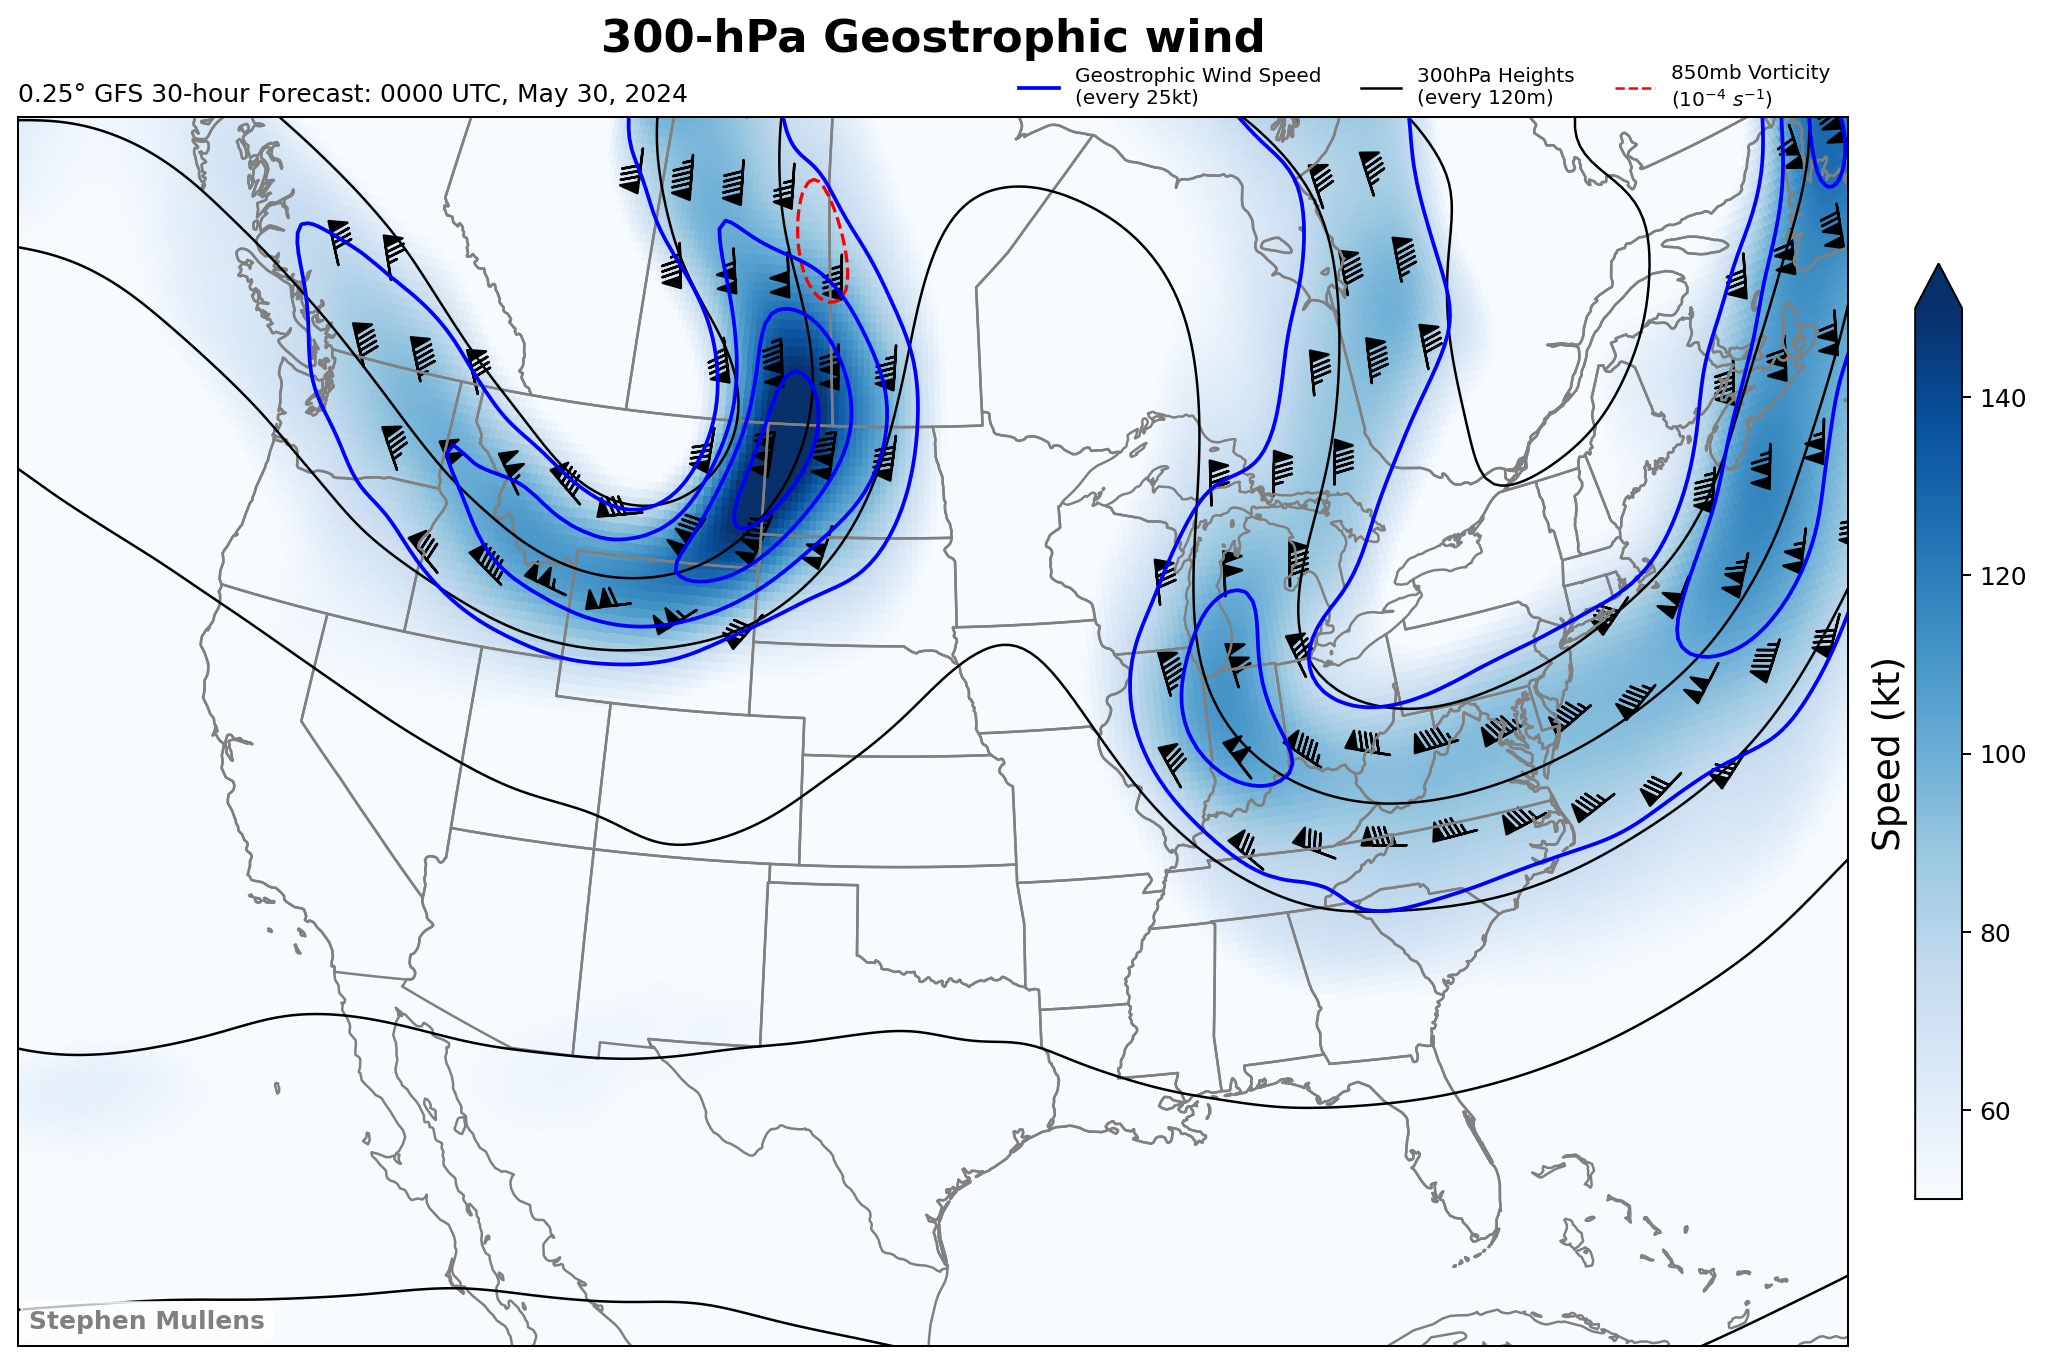 300-hPa Geostrophic wind
0.25° GFS 30-hour Forecast: 0000 UTC, May 30, 2024
Geostrophic Wind Speed
(every 25kt)
300hPa Heights
(every 120m)
850mb Vorticity
(10⁻⁴ s⁻¹)
140
120
100
80
60
Speed (kt)
Stephen Mullens